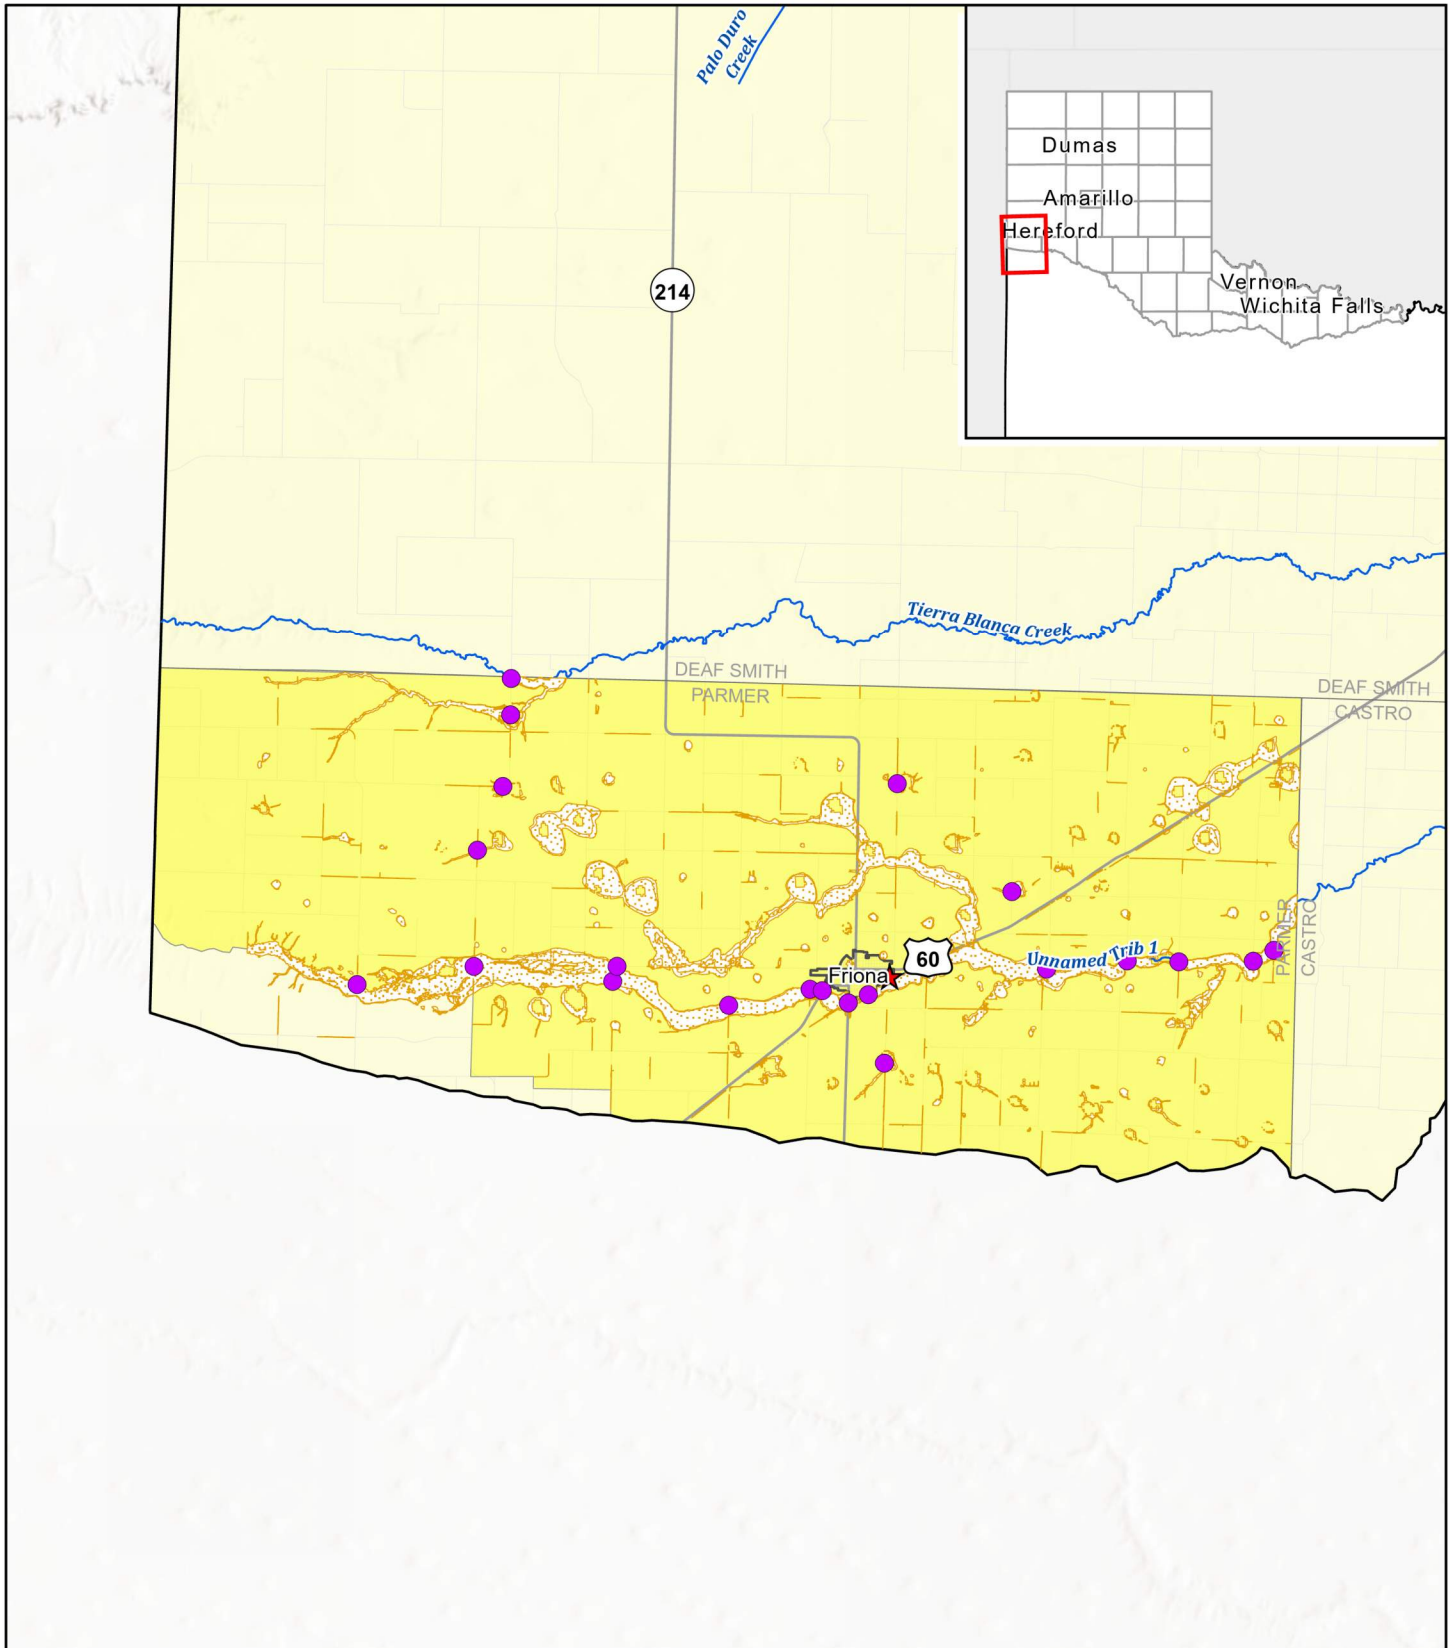 Palo Duro
Creek
Dumas
Amarillo
Hereford
Vernon
Wichita Falls
214
Tierra Blanca Creek
DEAF SMITH
PARMER
DEAF SMITH
CASTRO
60
Friona
Unnamed Trib 1
PARMER
CASTRO